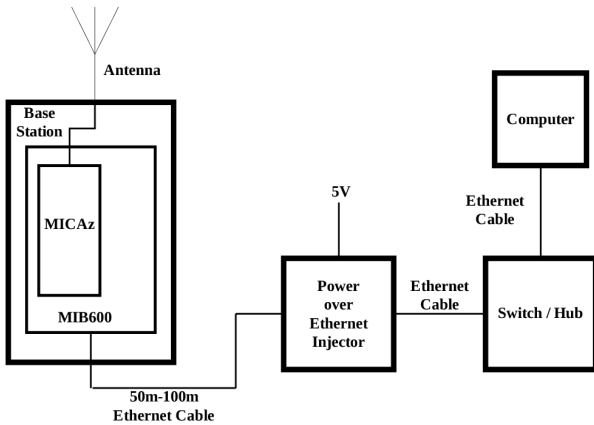 Antenna
Base
Station
MICAz
MIB600
50m-100m
Ethernet Cable
5V
Power
over
Ethernet
Injector
Ethernet
Cable
Computer
Ethernet
Cable
Switch / Hub